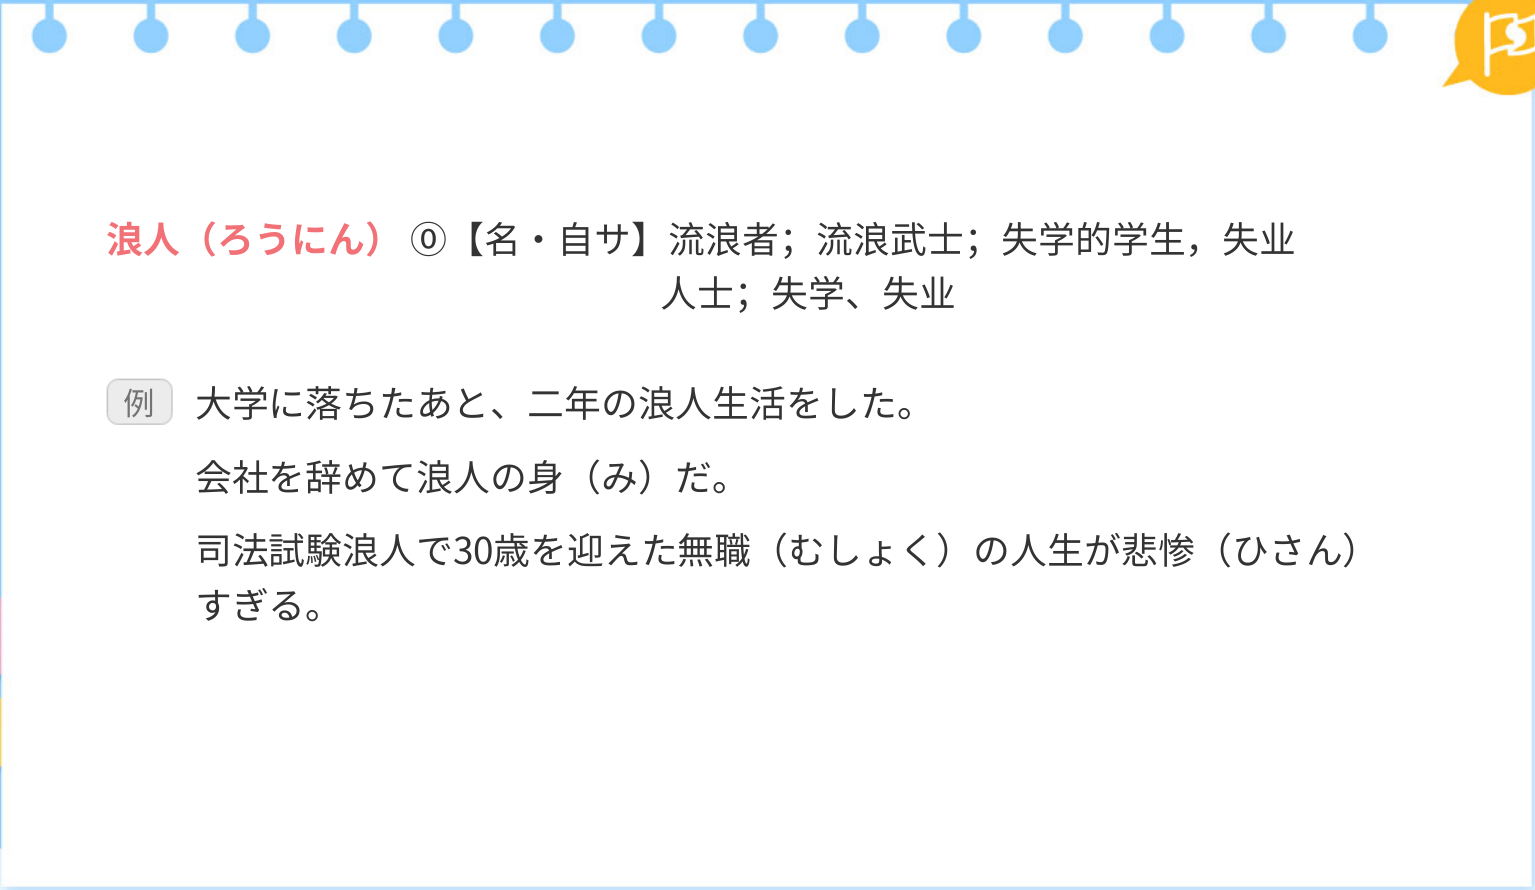 浪人（ろうにん）⓪【名・自サ】流浪者；流浪武士；失学的学生，失业
人士；失学、失业
例 大学に落ちたあと、二年の浪人生活をした。
会社を辞めて浪人の身（み）だ。
司法試験浪人で30歳を迎えた無職（むしょく）の人生が悲惨（ひさん）
すぎる。